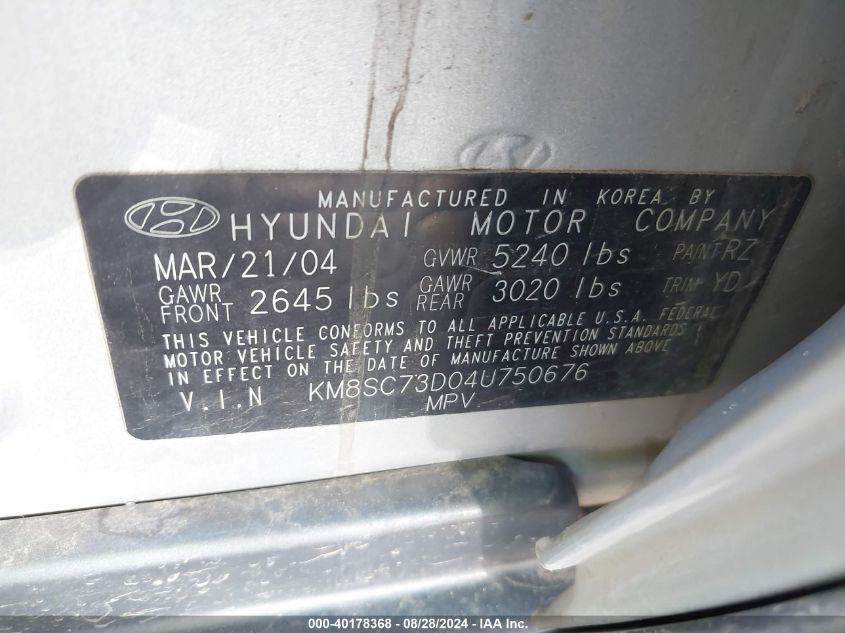 MANUFACTURED IN KOREA BY
HYUNDAI MOTOR COMPANY
MAR/21/04 GVWR 5240 lbs PAINT RZ
GAWR FRONT 2645 lbs GAWR REAR 3020 lbs TRIM YD
THIS VEHICLE CONFORMS TO ALL APPLICABLE U.S.A. FEDERAL
MOTOR VEHICLE SAFETY AND THEFT PREVENTION STANDARDS
IN EFFECT ON THE DATE OF MANUFACTURE SHOWN ABOVE
V.I.N KM8SC73D04U750676
MPV
000-40178368 | 08/28/2024 | IAA Inc.